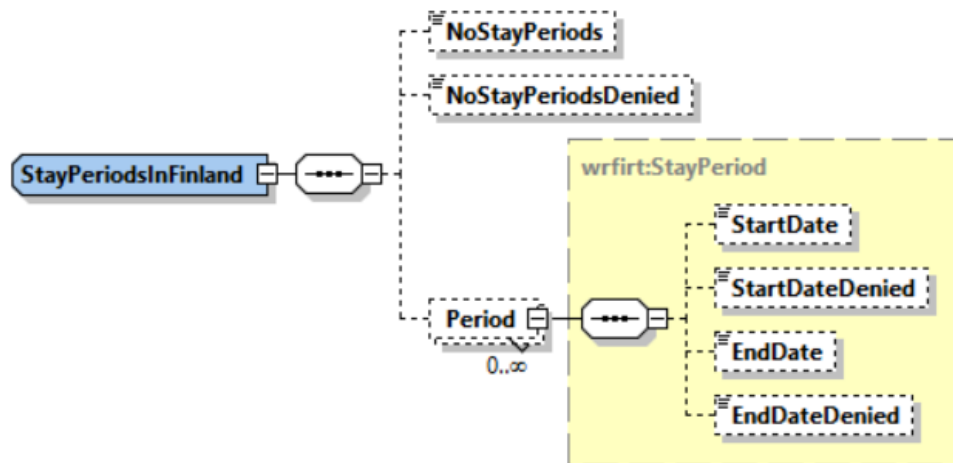 NoStayPeriods
NoStayPeriodsDenied
StayPeriodsInFinland
wrfirt:StayPeriod
StartDate
StartDateDenied
Period
0..∞
EndDate
EndDateDenied